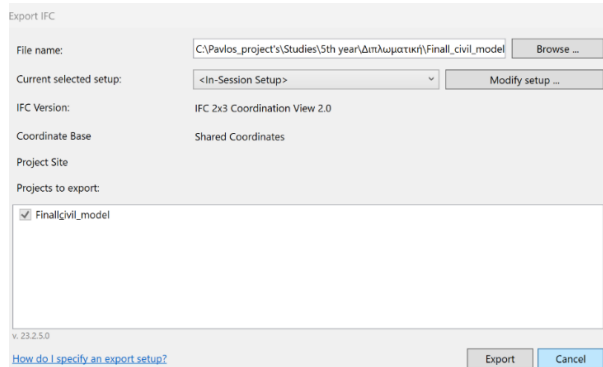 Export IFC
File name: C:\Pavlos_project's\Studies\5th year\Διπλωματική\Finall_civil_model Browse ...
Current selected setup: <In-Session Setup> Modify setup ...
IFC Version: IFC 2x3 Coordination View 2.0
Coordinate Base Shared Coordinates
Project Site
Projects to export:
Finallcivil_model
v. 23.2.5.0
How do I specify an export setup? Export Cancel